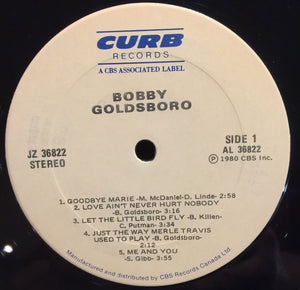 CURB
RECORDS
A CBS ASSOCIATED LABEL
BOBBY
GOLDSBORO
JZ 36822
STEREO
SIDE 1
AL 36822
Ⓟ 1980 CBS Inc.
1. GOODBYE MARIE -M. McDaniel-D. Linde- 2:58
2. LOVE AIN'T NEVER HURT NOBODY
-B. Goldsboro- 3:16
3. LET THE LITTLE BIRD FLY -B. Killen-
C. Putman- 3:34
4. JUST THE WAY MERLE TRAVIS
USED TO PLAY -B. Goldsboro-
2:12
5. ME AND YOU
-S. Gibb- 3:55
Manufactured and distributed by CBS Records Canada Ltd.